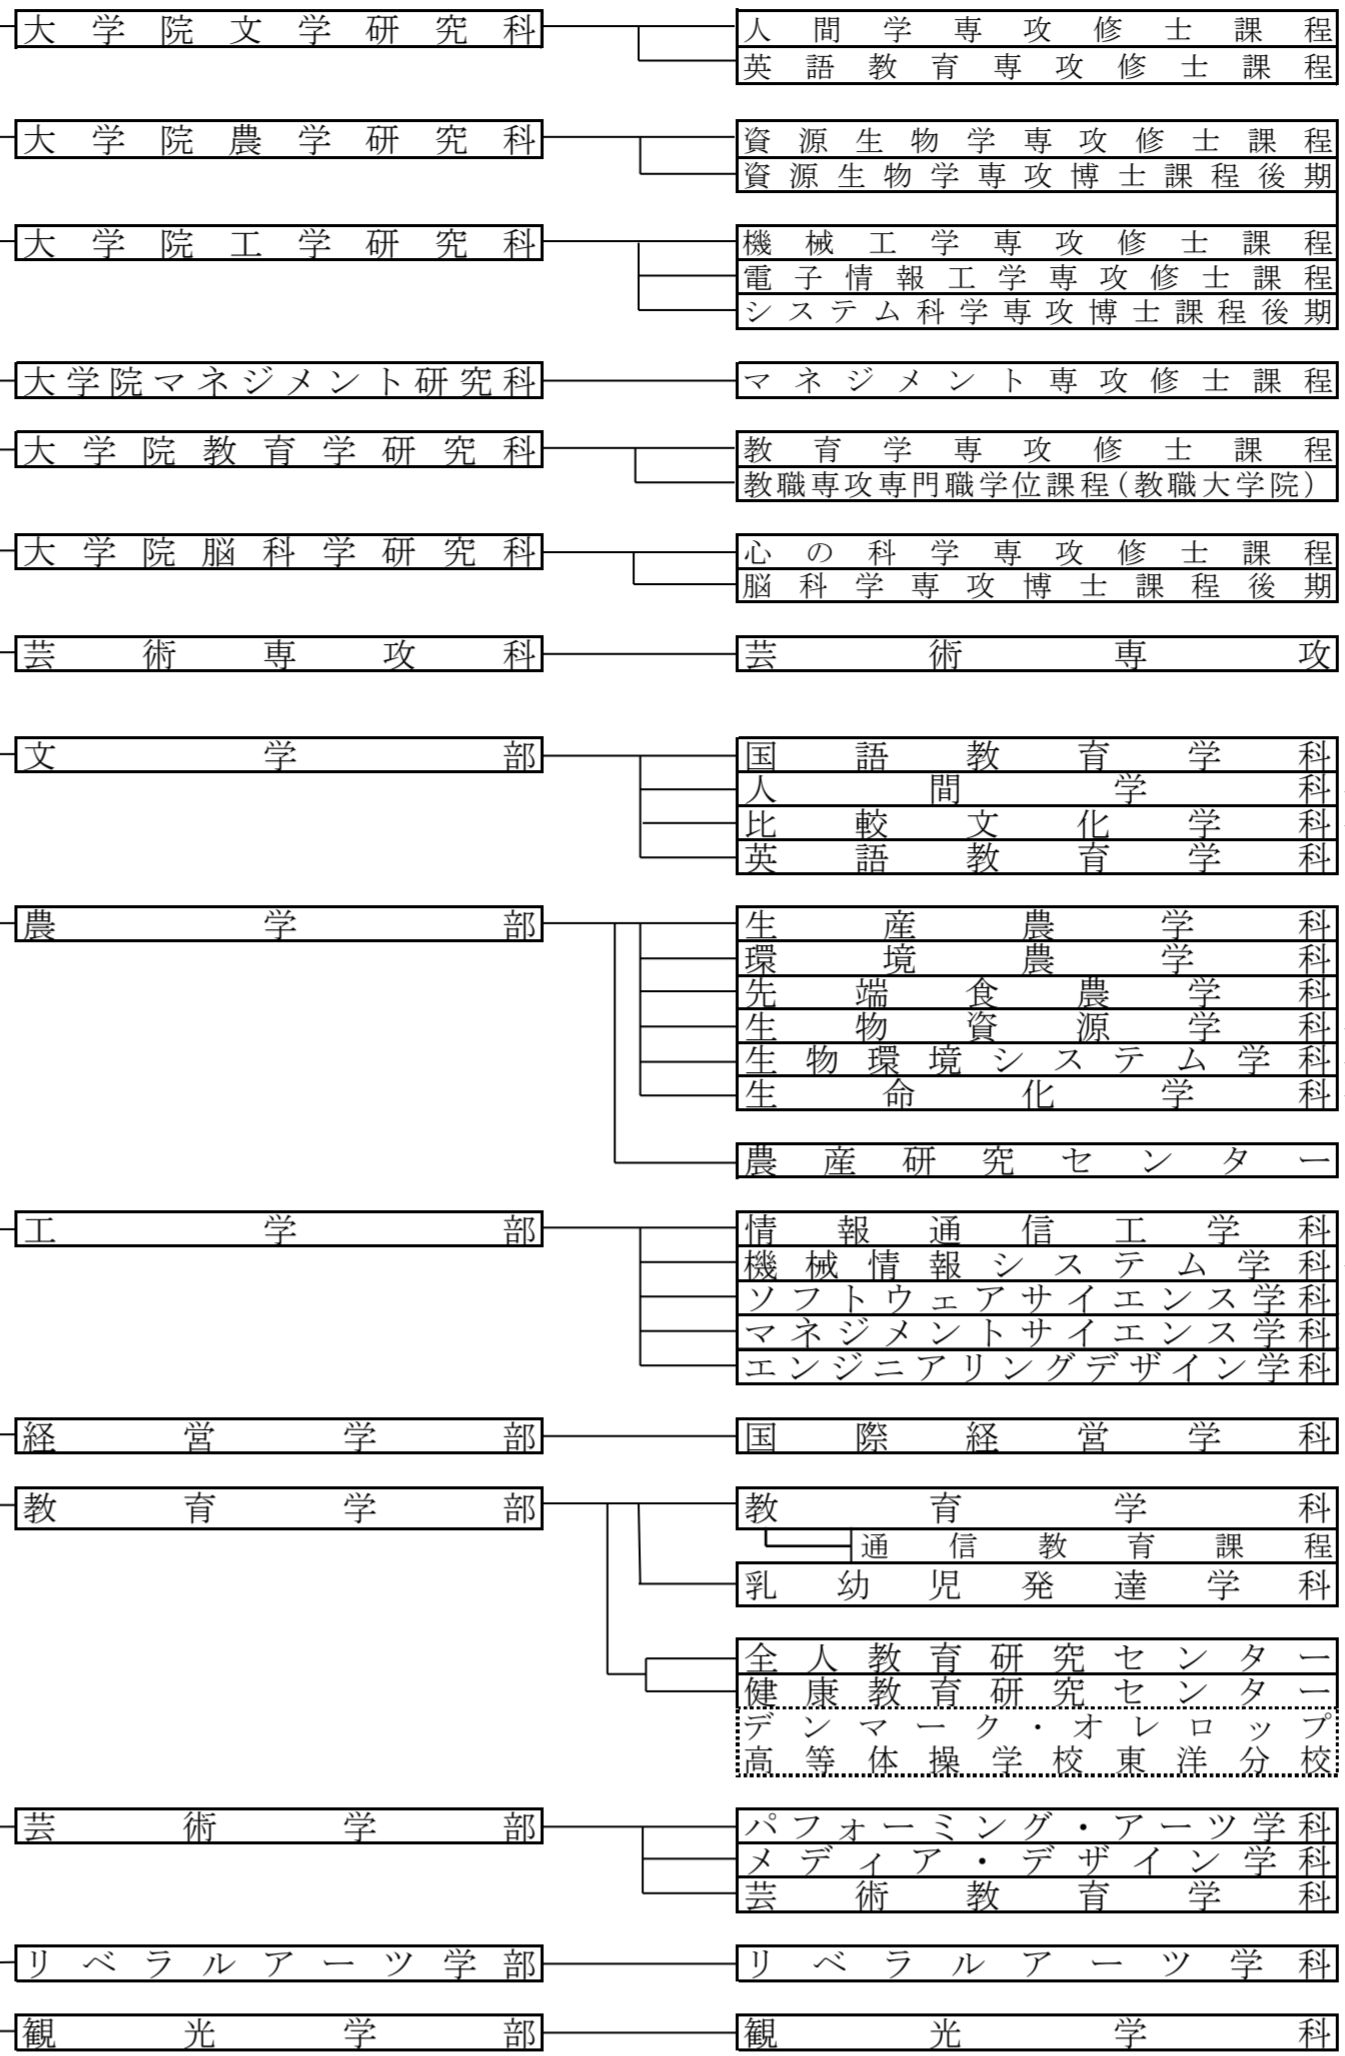 大学院文学研究科
人間学専攻修士課程
英語教育専攻修士課程
大学院農学研究科
資源生物学専攻修士課程
資源生物学専攻博士課程後期
大学院工学研究科
機械工学専攻修士課程
電子情報工学専攻修士課程
システム科学専攻博士課程後期
大学院マネジメント研究科
マネジメント専攻修士課程
大学院教育学研究科
教育学専攻修士課程
教職専攻専門職学位課程(教職大学院)
大学院脳科学研究科
心の科学専攻修士課程
脳科学専攻博士課程後期
芸術専攻科
芸術専攻
文学部
国語教育学科
人間学科
比較文化学科
英語教育学科
農学部
生産農学科
環境農学科
先端食農学科
生物資源学科
生物環境システム学科
生命化学科
農産研究センター
工学部
情報通信工学科
機械情報システム学科
ソフトウェアサイエンス学科
マネジメントサイエンス学科
エンジニアリングデザイン学科
経営学部
国際経営学科
教育学部
教育学科
通信教育課程
乳幼児発達学科
全人教育研究センター
健康教育研究センター
デンマーク・オレロップ
高等体操学校東洋分校
芸術学部
パフォーミング・アーツ学科
メディア・デザイン学科
芸術教育学科
リベラルアーツ学部
リベラルアーツ学科
観光学部
観光学科